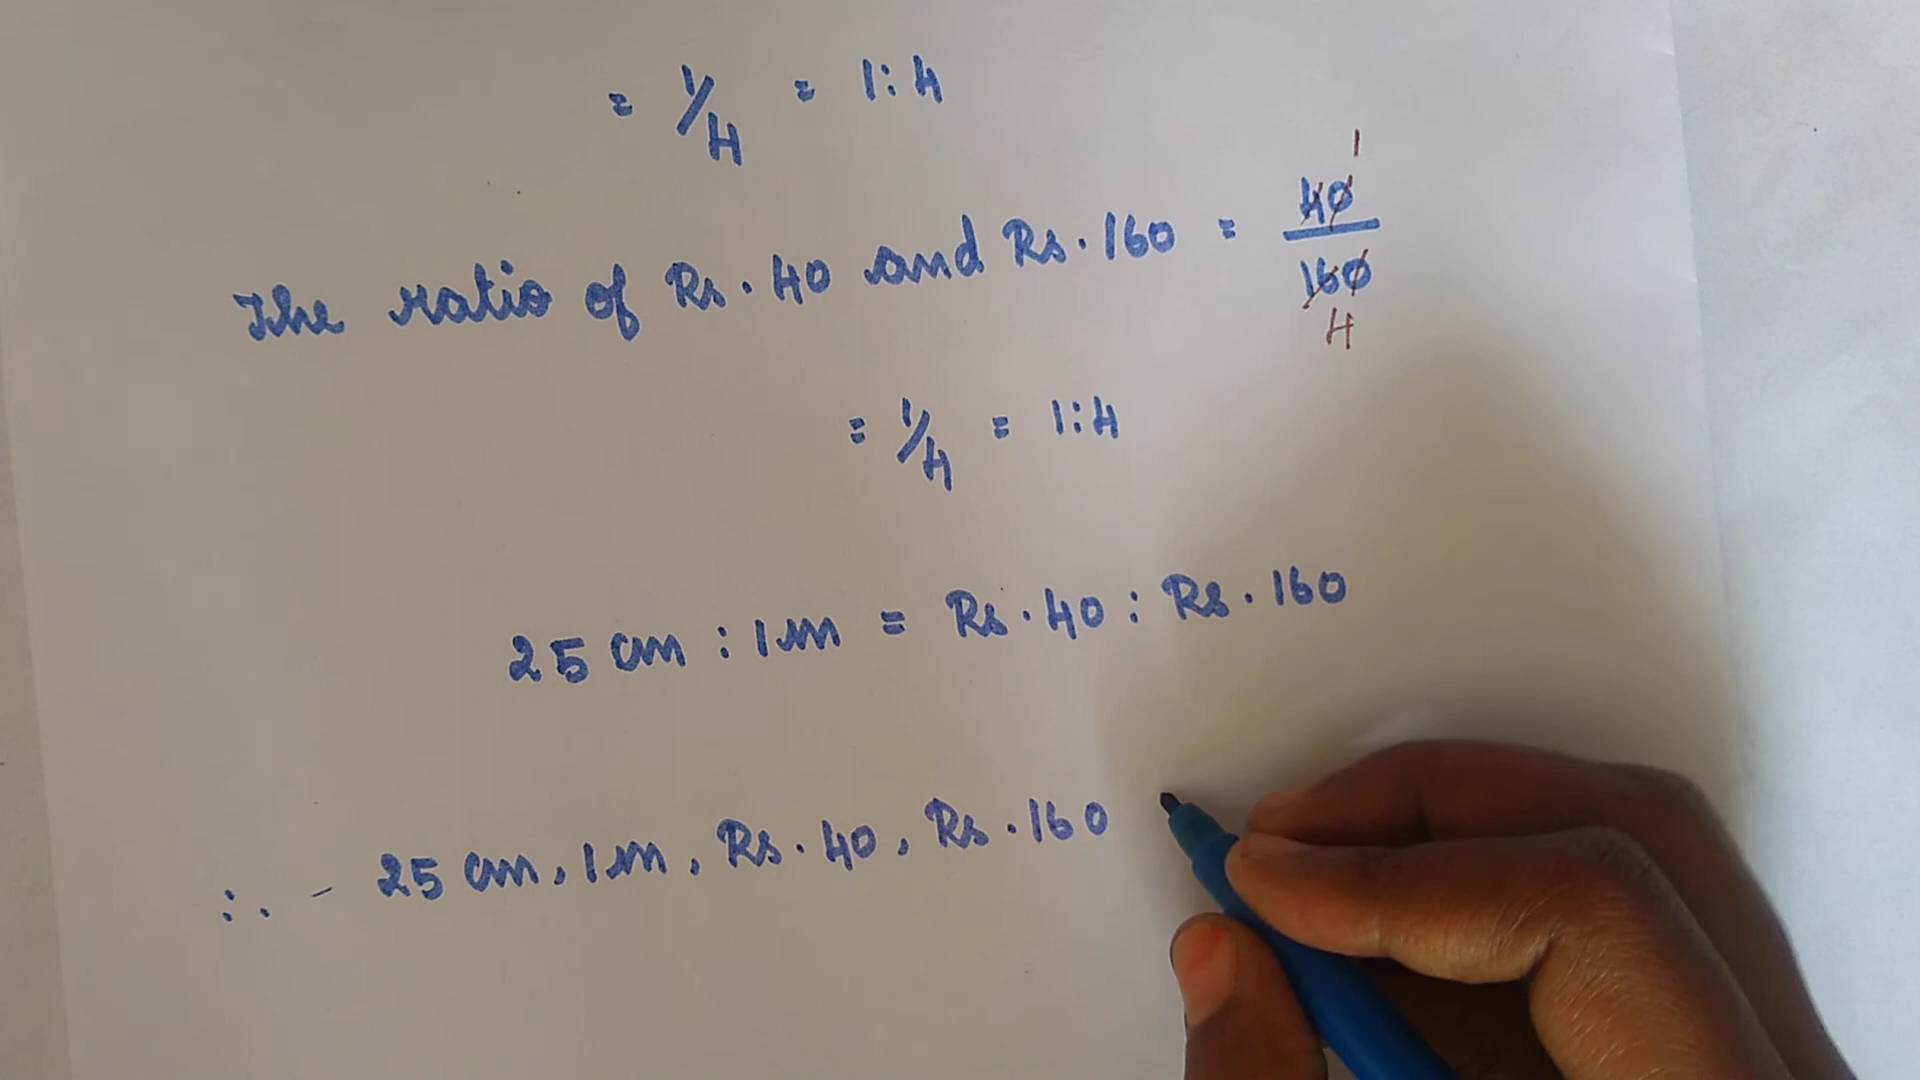 = 1/4 = 1:4
1
The ratio of Rs. 40 and Rs. 160 = 40/160
4
= 1/4 = 1:4
25 cm : 1m = Rs. 40 : Rs. 160
∴ - 25 cm, 1m, Rs. 40, Rs. 160